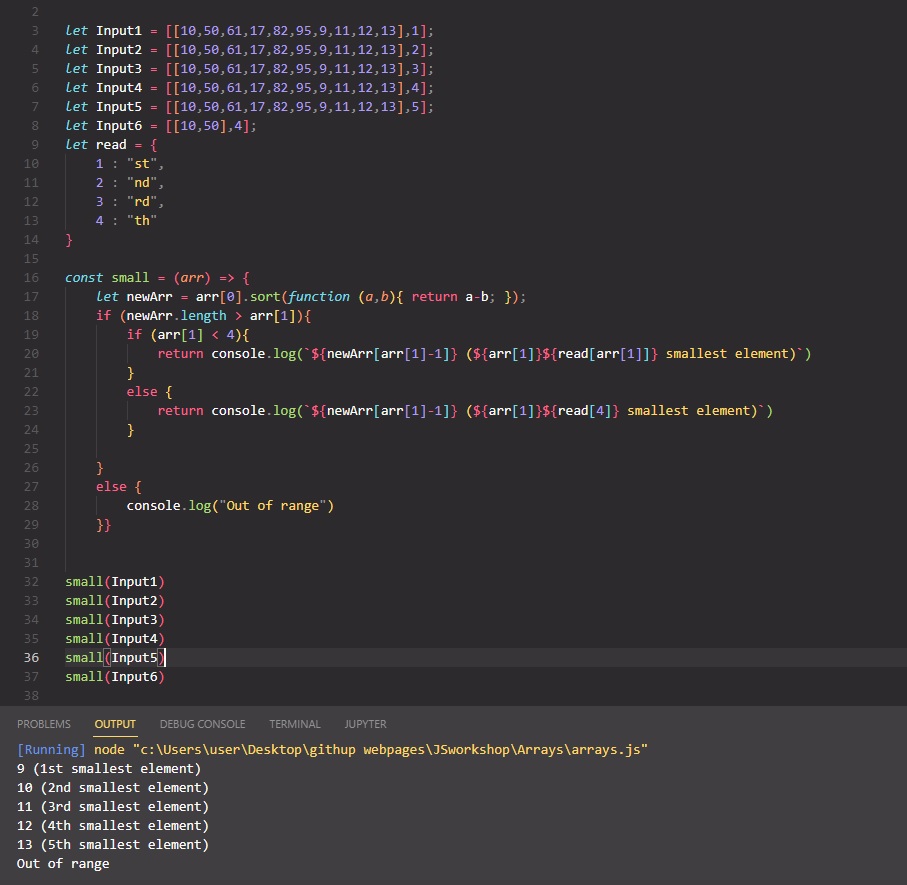 2
3 let Input1 = [[10,50,61,17,82,95,9,11,12,13],1];
4 let Input2 = [[10,50,61,17,82,95,9,11,12,13],2];
5 let Input3 = [[10,50,61,17,82,95,9,11,12,13],3];
6 let Input4 = [[10,50,61,17,82,95,9,11,12,13],4];
7 let Input5 = [[10,50,61,17,82,95,9,11,12,13],5];
8 let Input6 = [[10,50],4];
9 let read = {
10     1 : "st",
11     2 : "nd",
12     3 : "rd",
13     4 : "th"
14 }
15
16 const small = (arr) => {
17     let newArr = arr[0].sort(function (a,b){ return a-b; });
18     if (newArr.length > arr[1]){
19         if (arr[1] < 4){
20             return console.log(`${newArr[arr[1]-1]} (${arr[1]}${read[arr[1]]} smallest element)`)
21         }
22         else {
23             return console.log(`${newArr[arr[1]-1]} (${arr[1]}${read[4]} smallest element)`)
24         }
25
26     }
27     else {
28         console.log("Out of range")
29     }}
30
31
32 small(Input1)
33 small(Input2)
34 small(Input3)
35 small(Input4)
36 small(Input5)
37 small(Input6)
38
PROBLEMS OUTPUT DEBUG CONSOLE TERMINAL JUPYTER
[Running] node "c:\Users\user\Desktop\githup webpages\JSworkshop\Arrays\arrays.js"
9 (1st smallest element)
10 (2nd smallest element)
11 (3rd smallest element)
12 (4th smallest element)
13 (5th smallest element)
Out of range